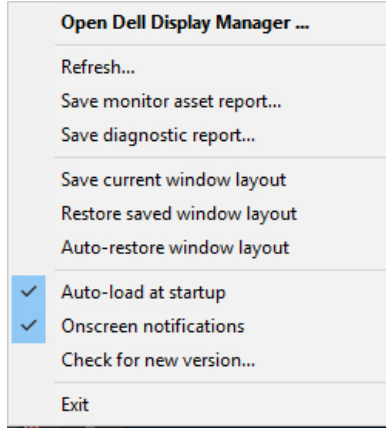 Open Dell Display Manager ...
Refresh...
Save monitor asset report...
Save diagnostic report...
Save current window layout
Restore saved window layout
Auto-restore window layout
Auto-load at startup
Onscreen notifications
Check for new version...
Exit